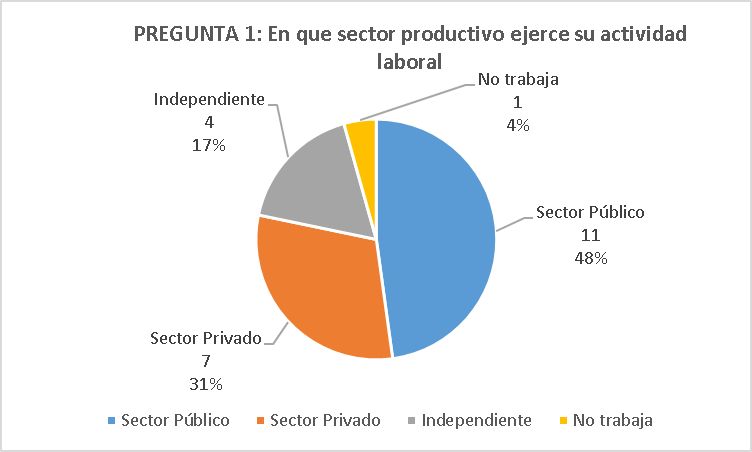 PREGUNTA 1: En que sector productivo ejerce su actividad
laboral
No trabaja
1
4%
Independiente
4
17%
Sector Público
11
48%
Sector Privado
7
31%
Sector Público
Sector Privado
Independiente
No trabaja